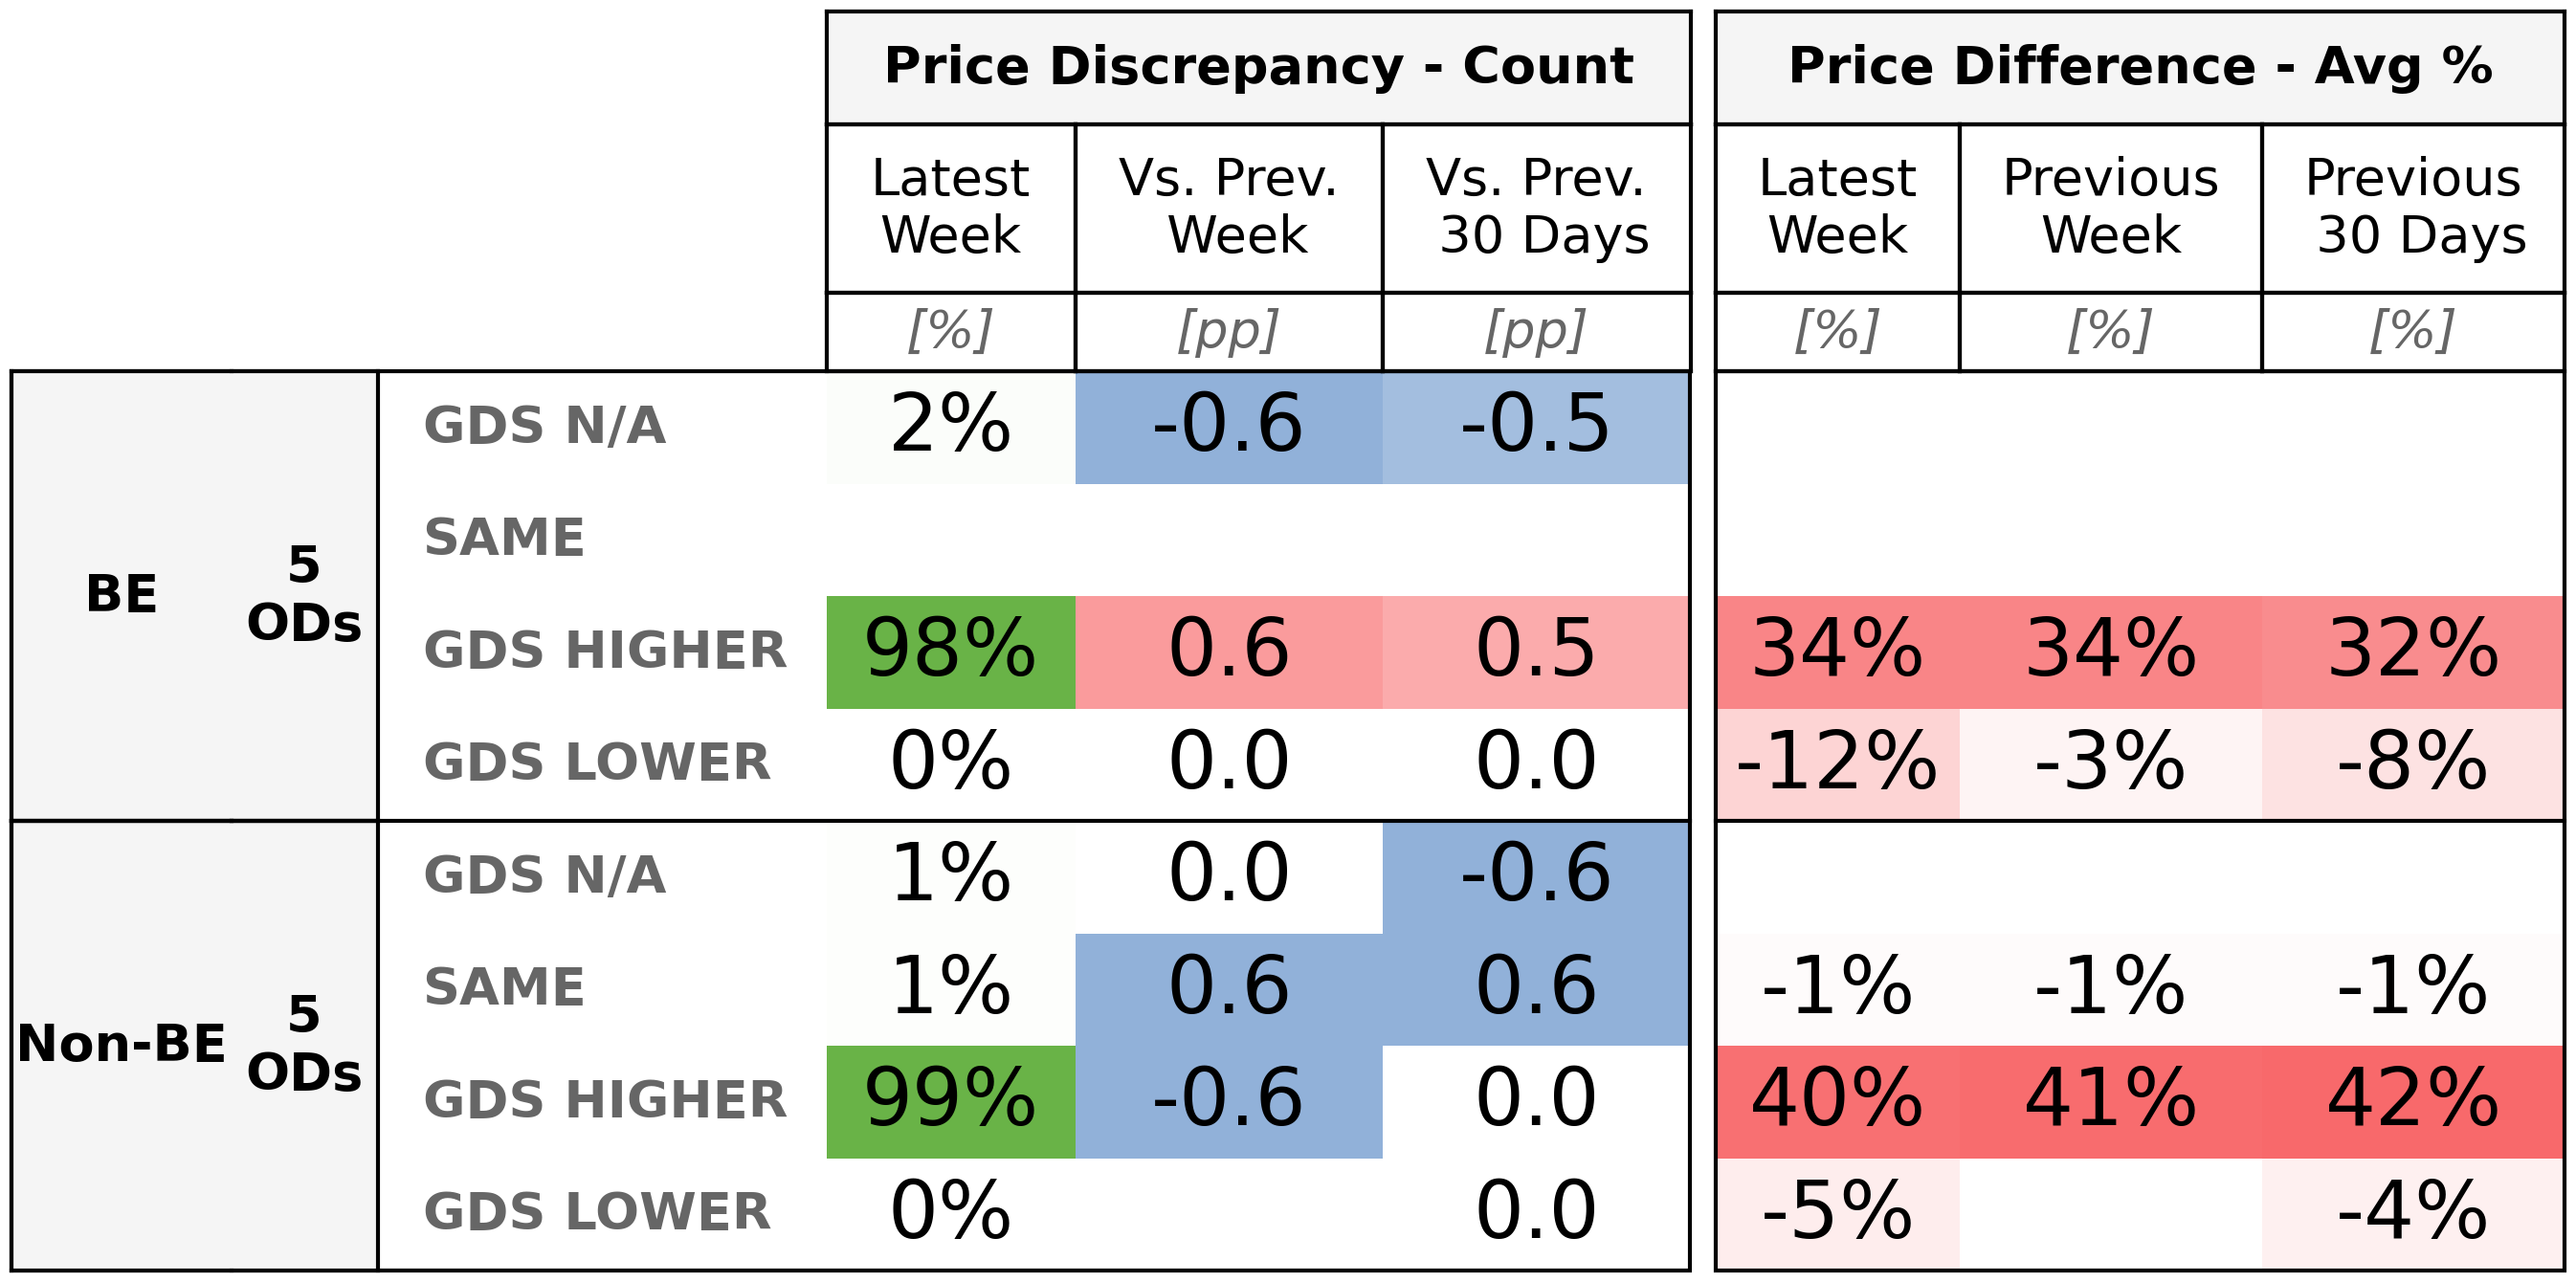 Price Discrepancy - Count Price Difference - Avg %
Latest Week Vs. Prev. Week Vs. Prev. 30 Days Latest Week Previous Week Previous 30 Days
[%] [pp] [pp] [%] [%] [%]
BE 5 ODs
GDS N/A 2% -0.6 -0.5
SAME
GDS HIGHER 98% 0.6 0.5 34% 34% 32%
GDS LOWER 0% 0.0 0.0 -12% -3% -8%
Non-BE 5 ODs
GDS N/A 1% 0.0 -0.6
SAME 1% 0.6 0.6 -1% -1% -1%
GDS HIGHER 99% -0.6 0.0 40% 41% 42%
GDS LOWER 0% 0.0 -5% -4%